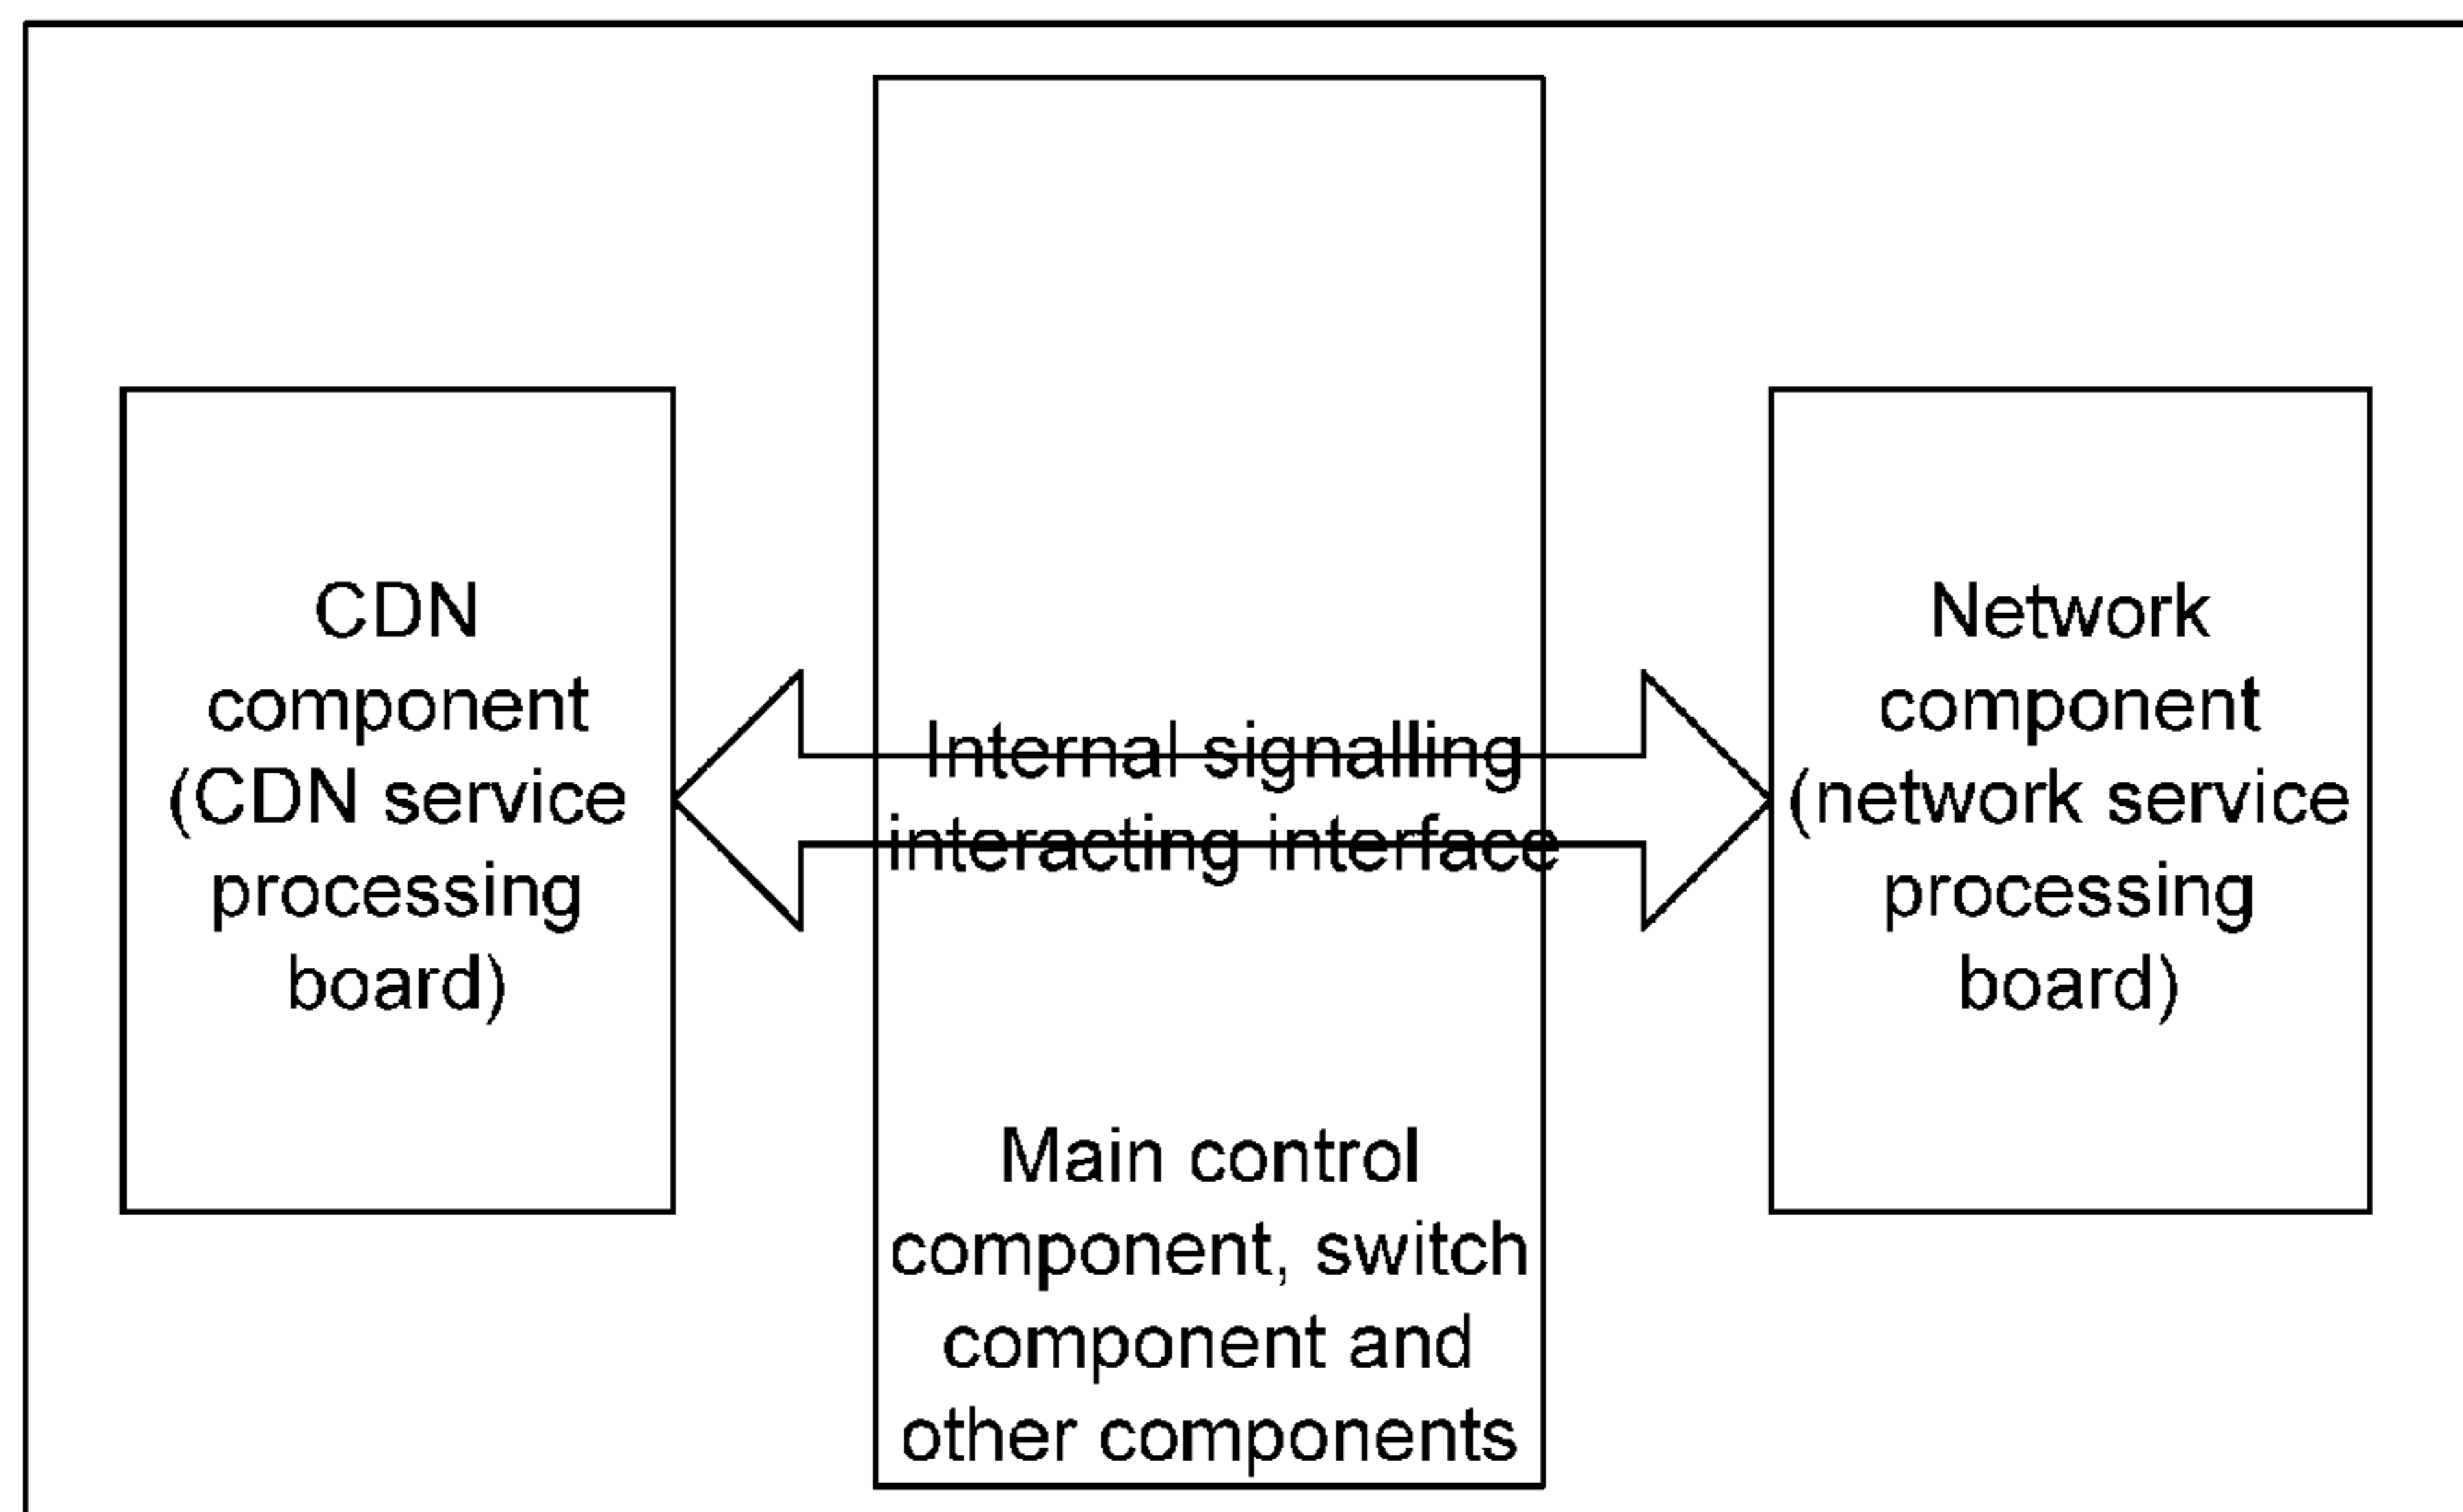 CDN
component
(CDN service
processing
board)
Internal signalling
interacting interface
Main control
component, switch
component and
other components
Network
component
(network service
processing
board)